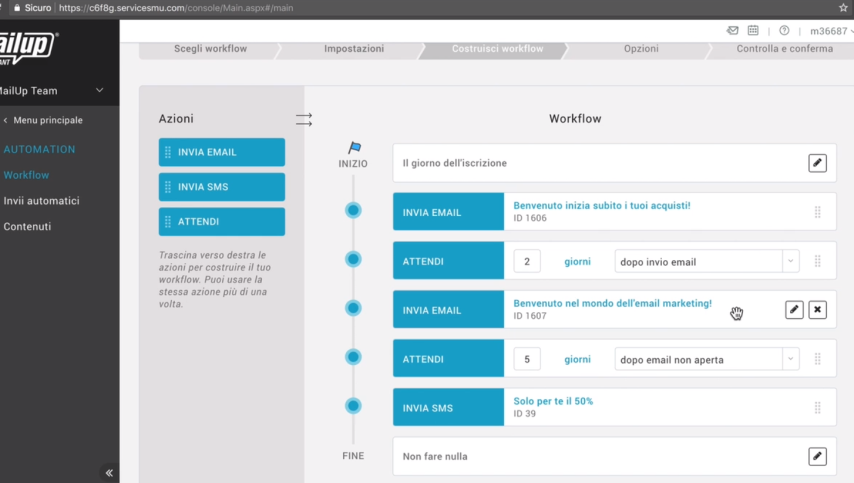 Sicuro | https://c6f8g.servicesmu.com/console/Main.aspx#/main
m36687
MailUp Team
Menu principale
AUTOMATION
Workflow
Invii automatici
Contenuti
Scegli workflow
Impostazioni
Costruisci workflow
Opzioni
Controlla e conferma
Azioni
INVIA EMAIL
INVIA SMS
ATTENDI
Trascina verso destra le
azioni per costruire il tuo
workflow. Puoi usare la
stessa azione più di una
volta.
Workflow
INIZIO
Il giorno dell'iscrizione
INVIA EMAIL
Benvenuto inizia subito i tuoi acquisti!
ID 1606
ATTENDI 2 giorni dopo invio email
INVIA EMAIL
Benvenuto nel mondo dell'email marketing!
ID 1607
ATTENDI 5 giorni dopo email non aperta
INVIA SMS
Solo per te il 50%
ID 39
FINE
Non fare nulla